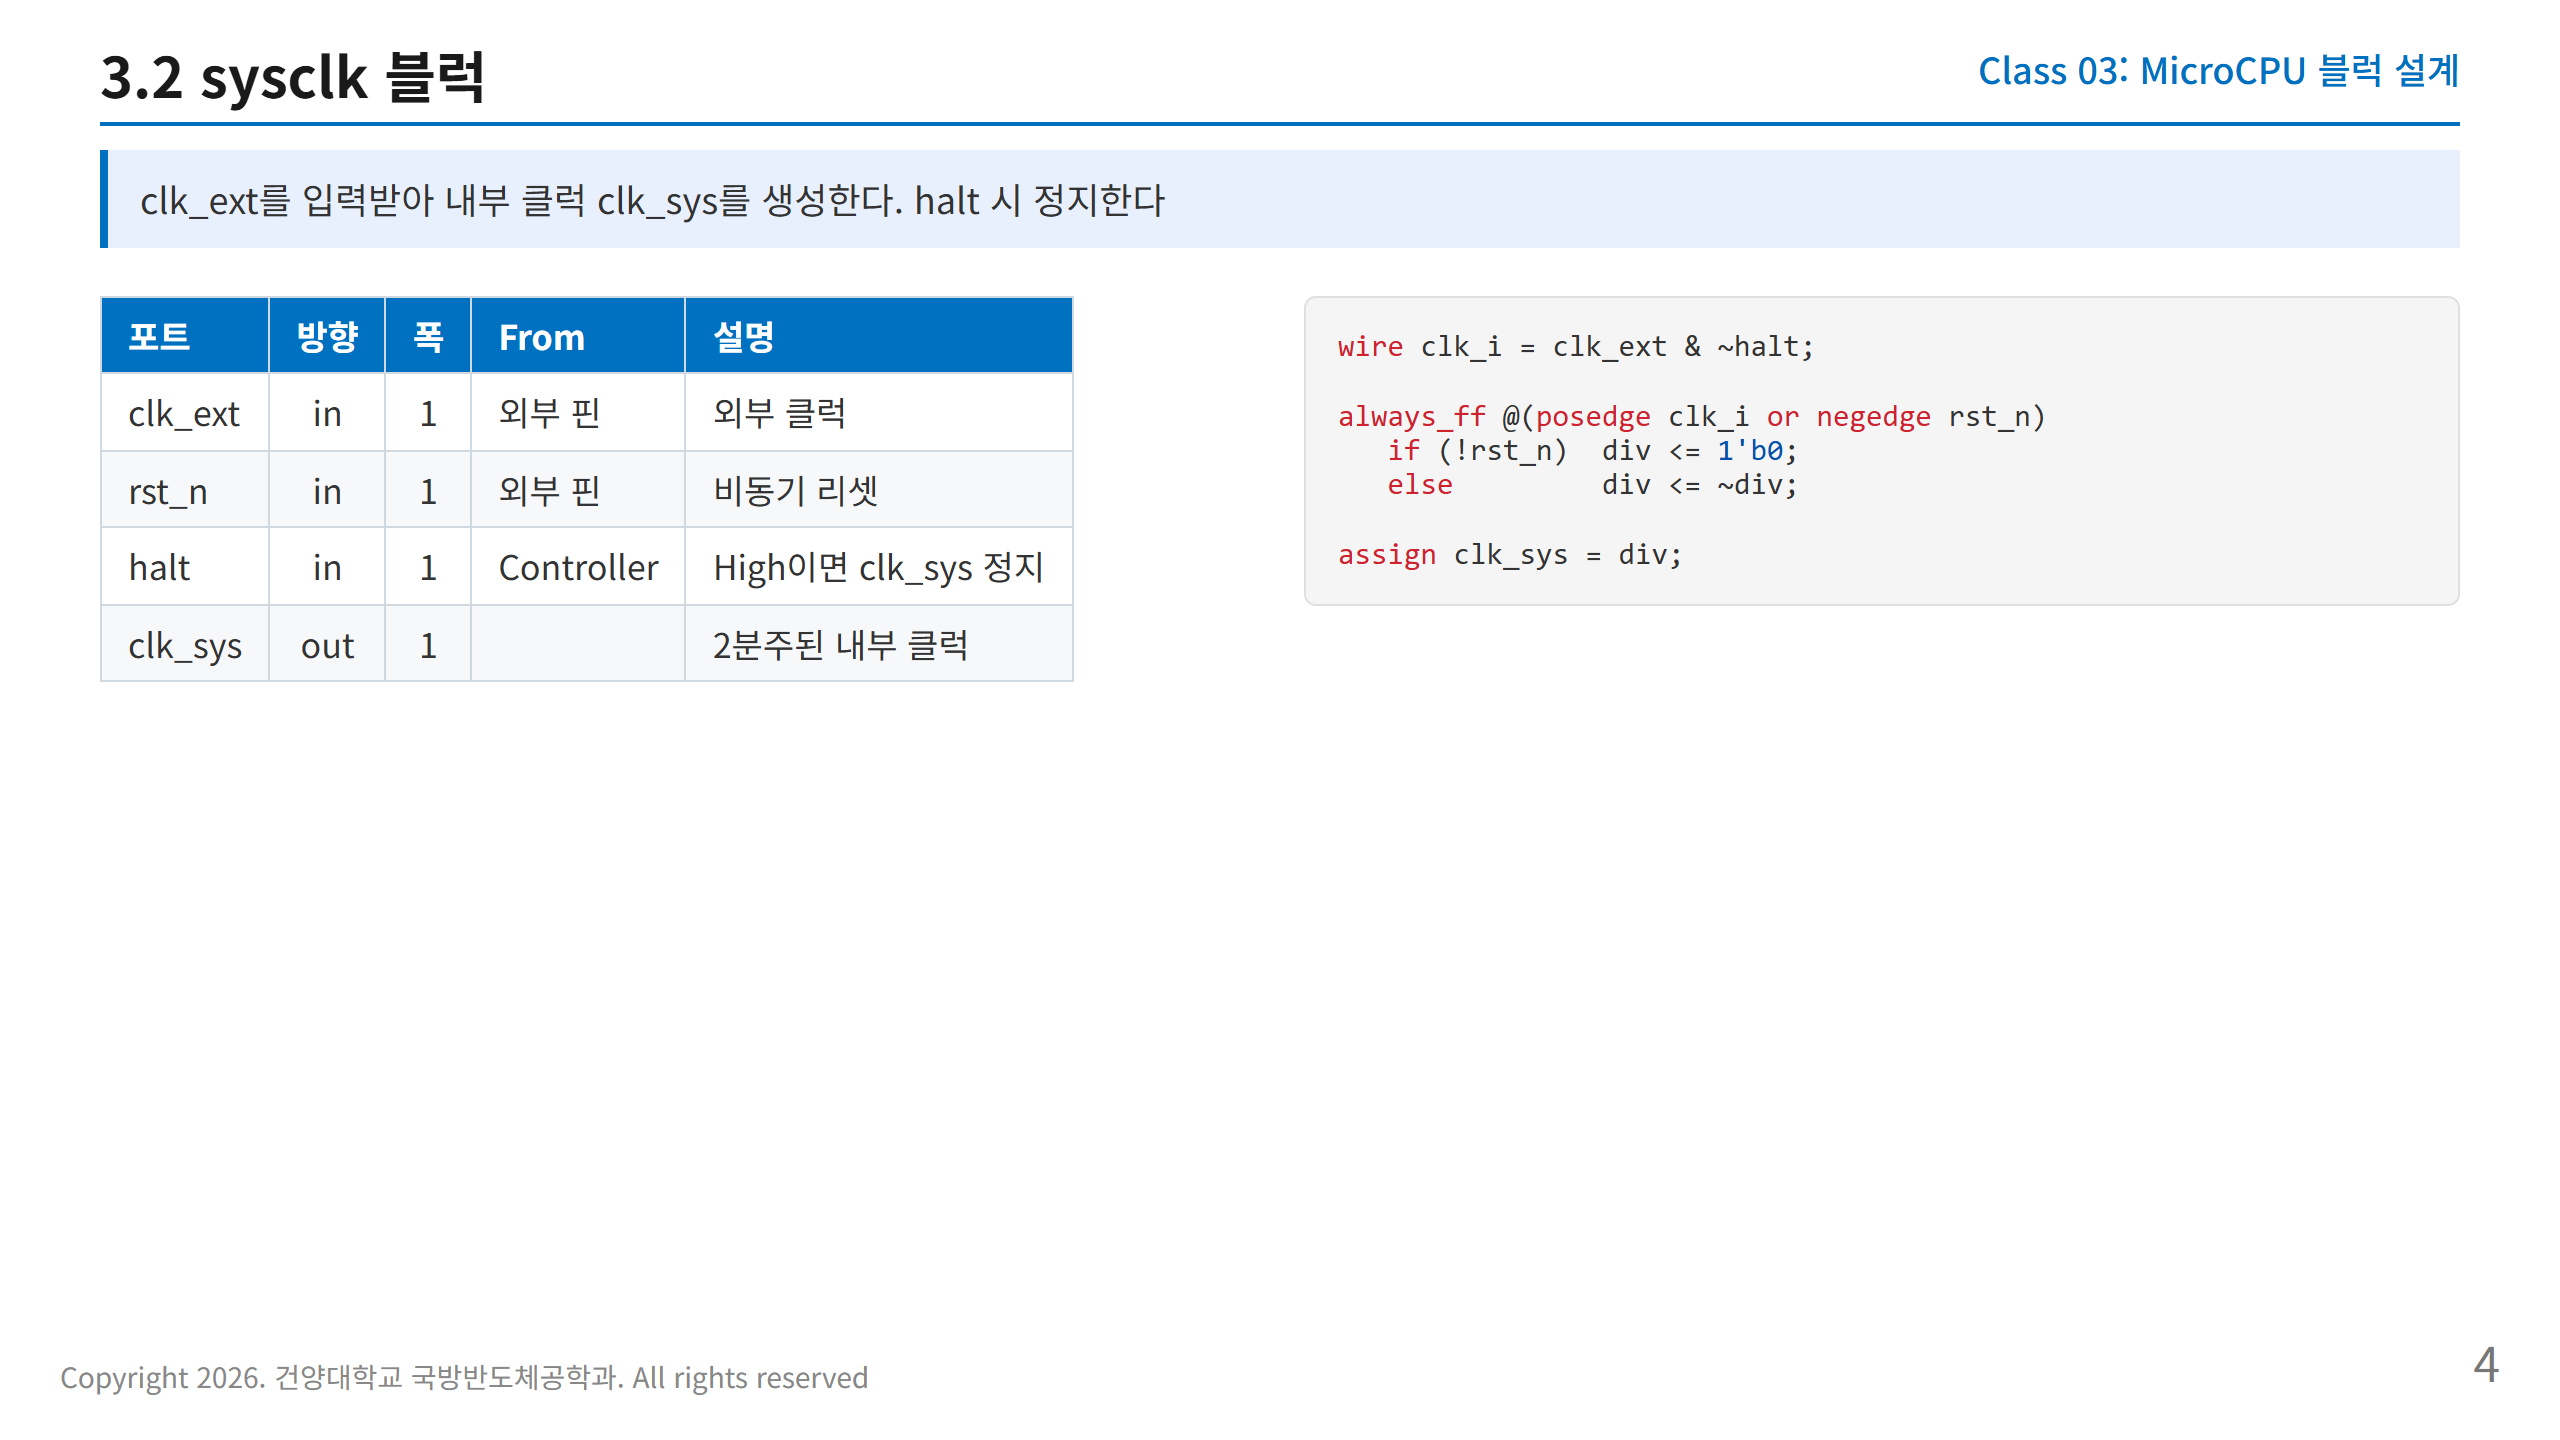 3.2 sysclk 블럭
Class 03: MicroCPU 블럭 설계
clk_ext를 입력받아 내부 클럭 clk_sys를 생성한다. halt 시 정지한다
포트 방향 폭 From 설명
clk_ext in 1 외부 핀 외부 클럭
rst_n in 1 외부 핀 비동기 리셋
halt in 1 Controller High이면 clk_sys 정지
clk_sys out 1 2분주된 내부 클럭
wire clk_i = clk_ext & ~halt;
always_ff @(posedge clk_i or negedge rst_n)
   if (!rst_n)  div <= 1'b0;
   else         div <= ~div;
assign clk_sys = div;
Copyright 2026. 건양대학교 국방반도체공학과. All rights reserved
4